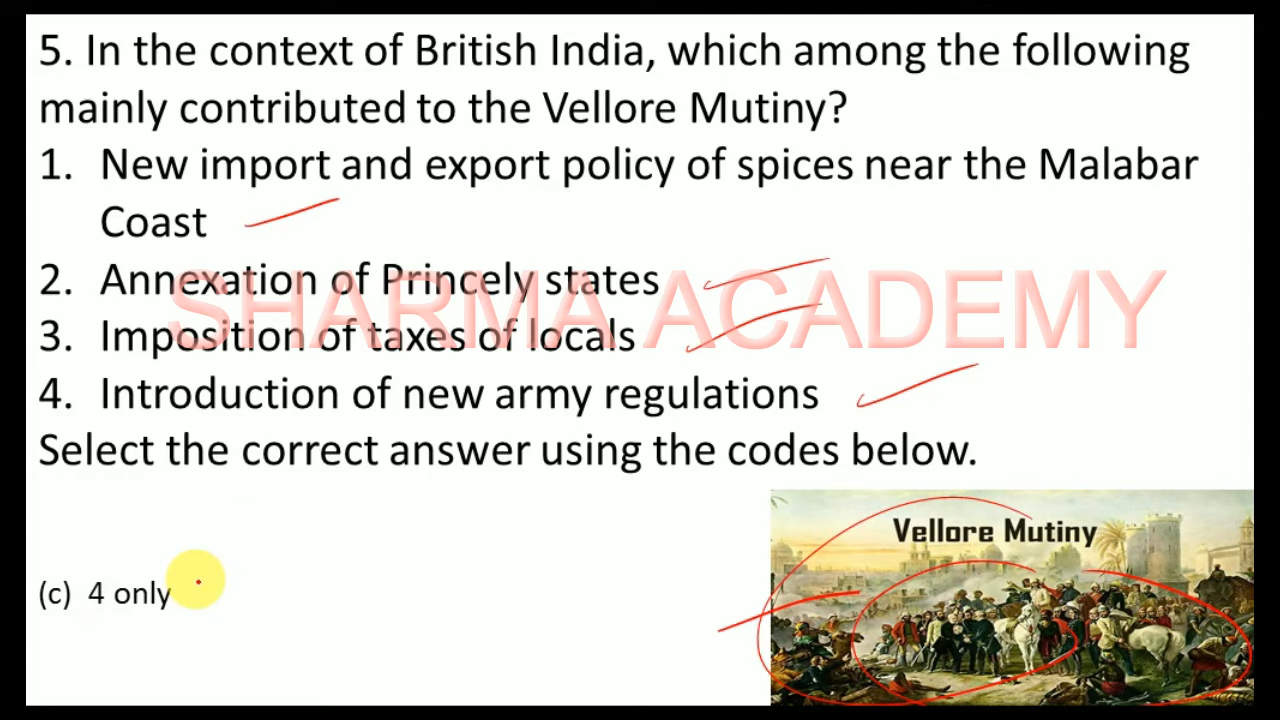 5. In the context of British India, which among the following
mainly contributed to the Vellore Mutiny?
1. New import and export policy of spices near the Malabar
Coast
2. Annexation of Princely states
3. Imposition of taxes of locals
4. Introduction of new army regulations
Select the correct answer using the codes below.
(c) 4 only
Vellore Mutiny
SHARMA ACADEMY